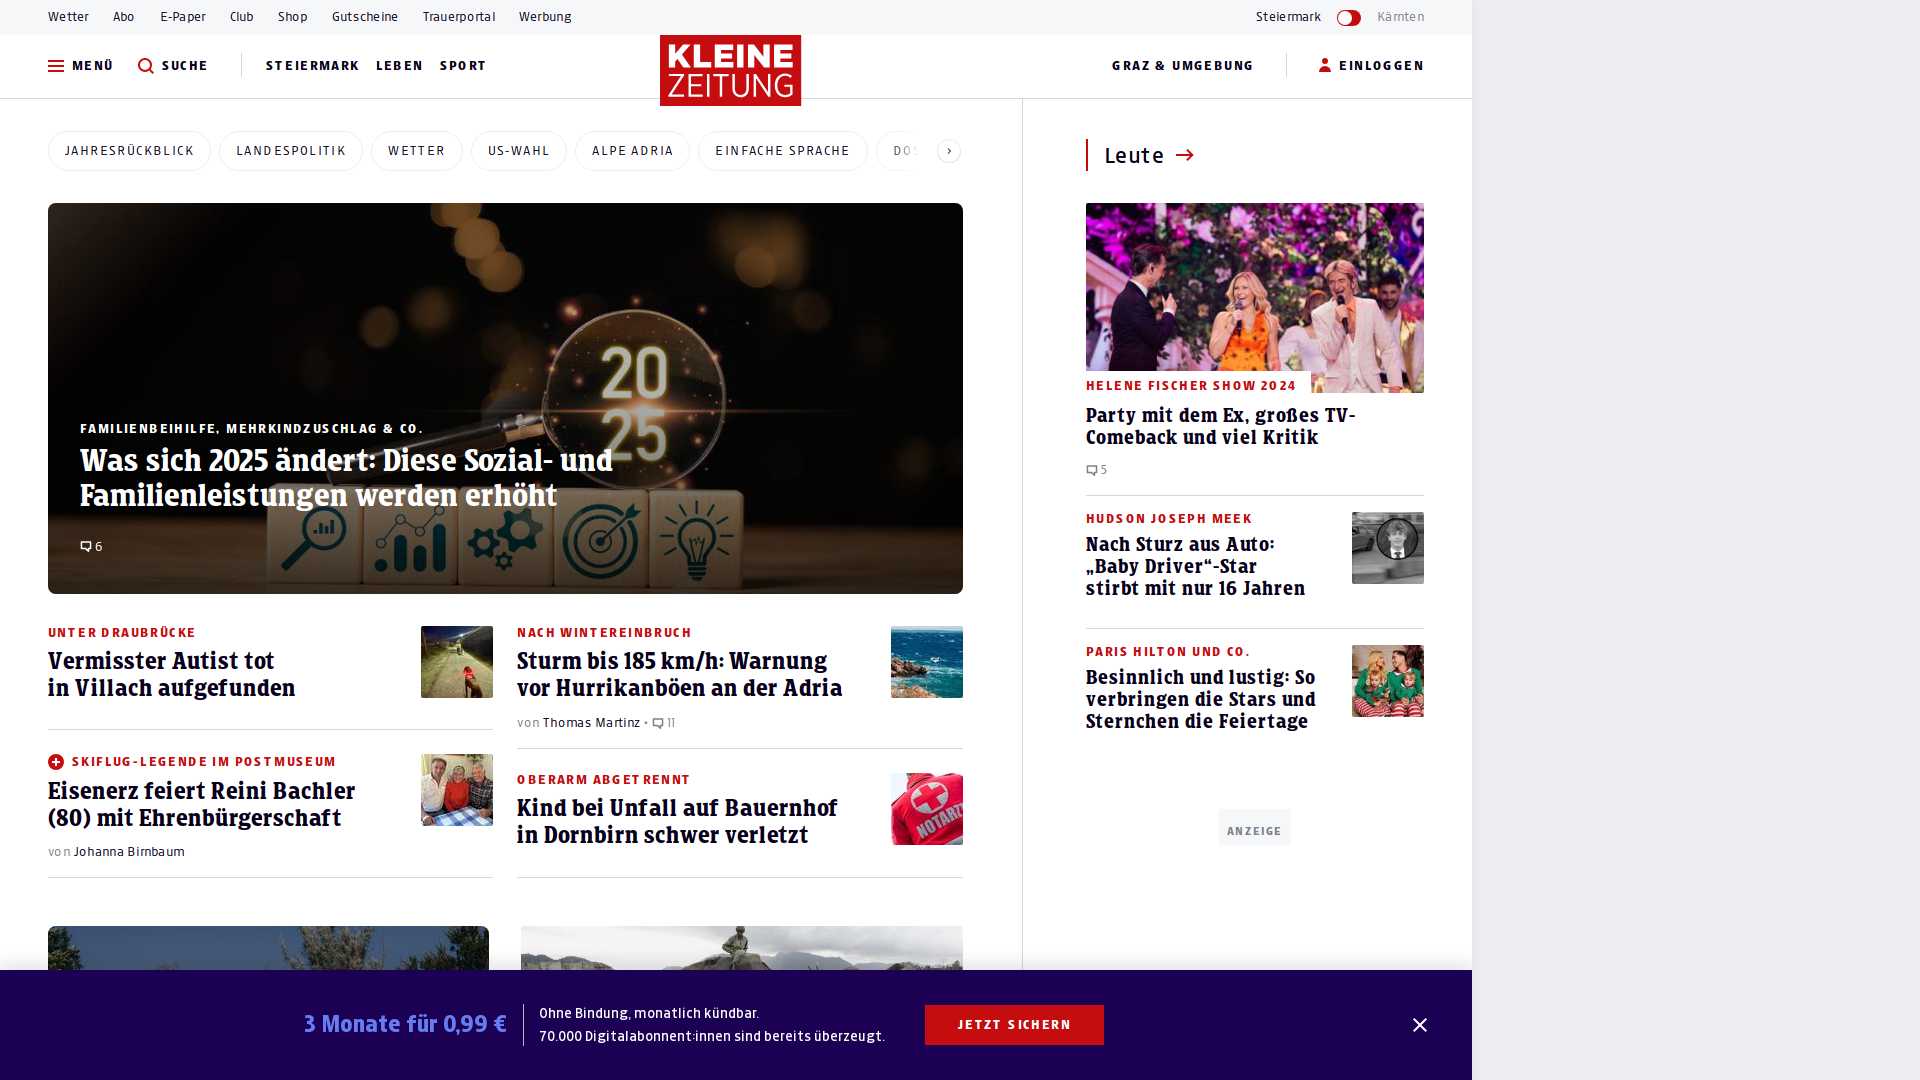 Wetter Abo E-Paper Club Shop Gutscheine Trauerportal Werbung Steiermark Kärnten
MENÜ SUCHE STEIERMARK LEBEN SPORT KLEINE ZEITUNG GRAZ & UMGEBUNG EINLOGGEN
JAHRESRÜCKBLICK LANDESPOLITIK WETTER US-WAHL ALPE ADRIA EINFACHE SPRACHE
2025
FAMILIENBEIHILFE, MEHRKINDZUSCHLAG & CO.
Was sich 2025 ändert: Diese Sozial- und
Familienleistungen werden erhöht
6
UNTER DRAUBRÜCKE
Vermisster Autist tot
in Villach aufgefunden
SKIFLUG-LEGENDE IM POSTMUSEUM
Eisenerz feiert Reini Bachler
(80) mit Ehrenbürgerschaft
von Johanna Birnbaum
NACH WINTEREINBRUCH
Sturm bis 185 km/h: Warnung
vor Hurrikanböen an der Adria
von Thomas Martinz • 11
OBERARM ABGETRENNT
Kind bei Unfall auf Bauernhof
in Dornbirn schwer verletzt
NOTARZT
Leute
HELENE FISCHER SHOW 2024
Party mit dem Ex, großes TV-
Comeback und viel Kritik
5
HUDSON JOSEPH MEEK
Nach Sturz aus Auto:
„Baby Driver“-Star
stirbt mit nur 16 Jahren
PARIS HILTON UND CO.
Besinnlich und lustig: So
verbringen die Stars und
Sternchen die Feiertage
ANZEIGE
3 Monate für 0,99 €
Ohne Bindung, monatlich kündbar.
70.000 Digitalabonnent:innen sind bereits überzeugt.
JETZT SICHERN